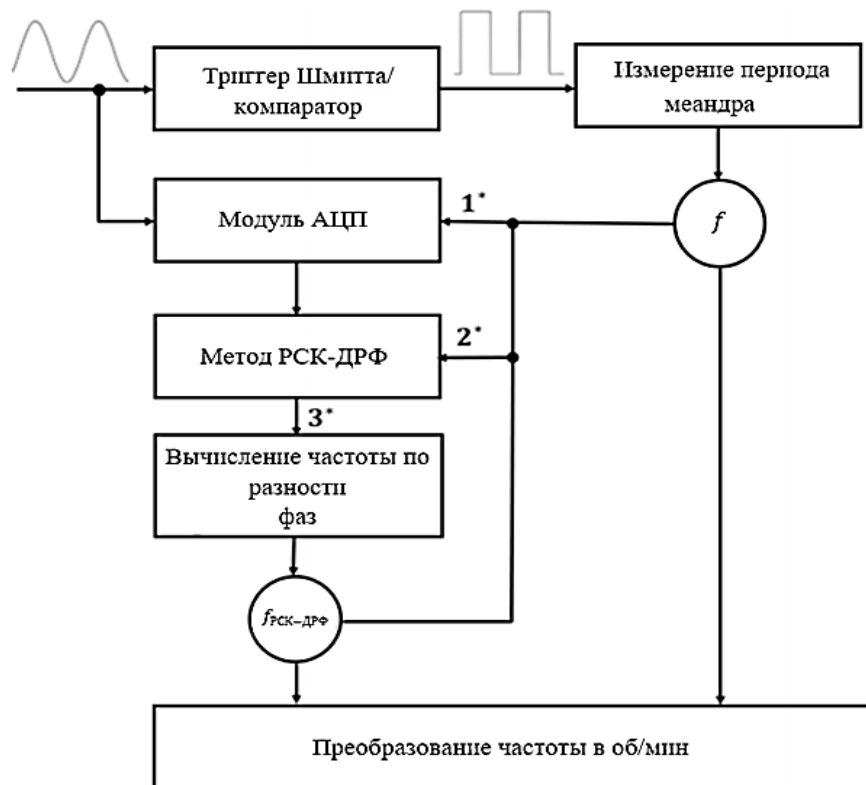 Триггер Шмитта/
компаратор
Измерение периода
меандра
Модуль АЦП
1*
f
Метод РСК-ДРФ
2*
3*
Вычисление частоты по
разности
фаз
fРСК–ДРФ
Преобразование частоты в об/мин